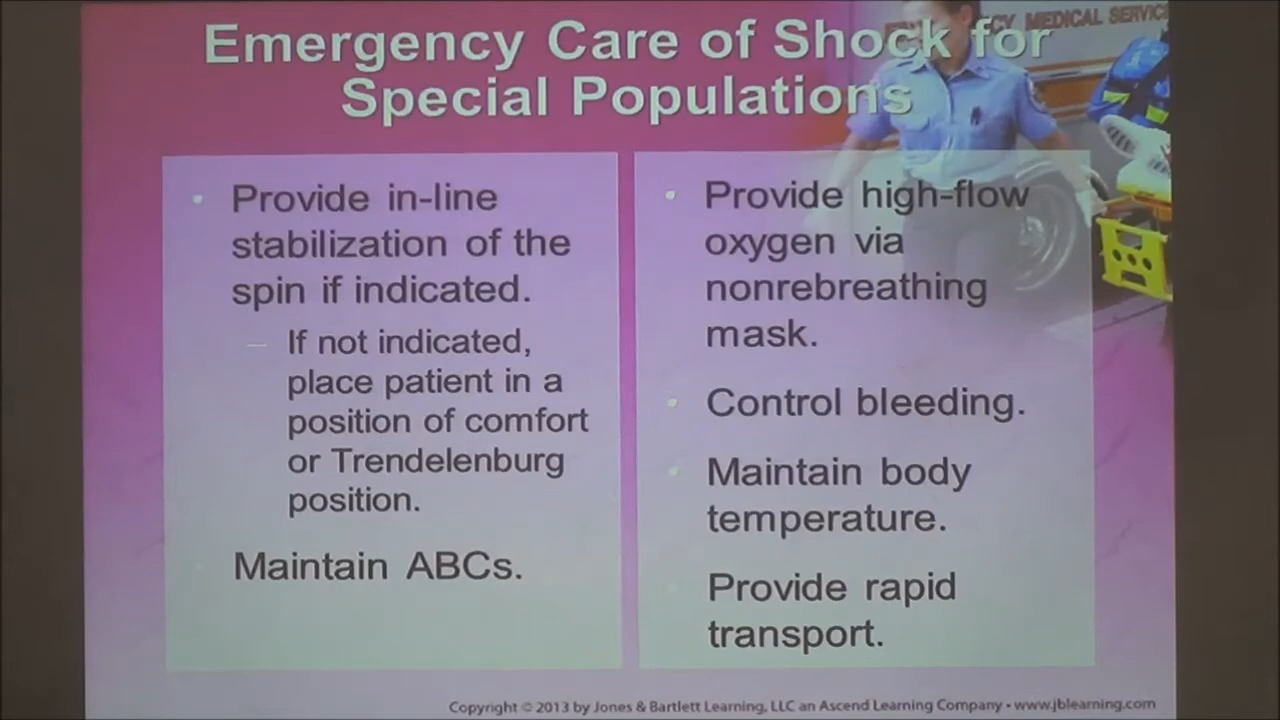 Emergency Care of Shock for
Special Populations
Provide in-line
stabilization of the
spin if indicated.
– If not indicated,
place patient in a
position of comfort
or Trendelenburg
position.
Maintain ABCs.
• Provide high-flow
oxygen via
nonrebreathing
mask.
• Control bleeding.
• Maintain body
temperature.
Provide rapid
transport.
CY MEDICAL SERVIC
Copyright © 2013 by Jones & Bartlett Learning, LLC an Ascend Learning Company • www.jblearning.com